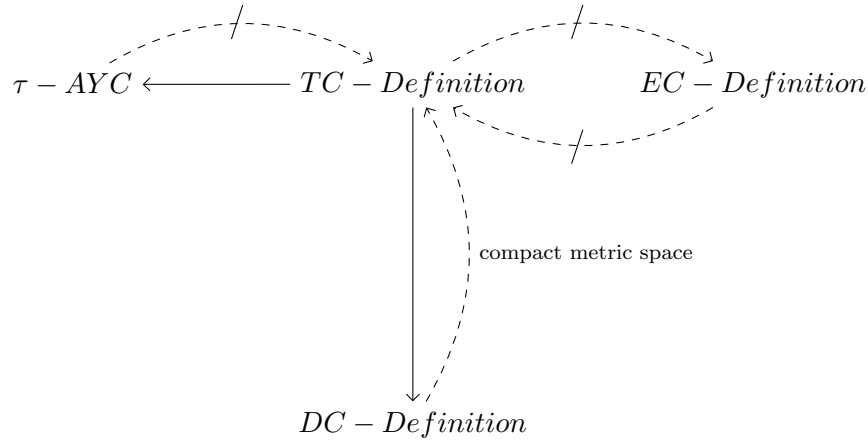 τ − AYC
TC − Definition
EC − Definition
compact metric space
DC − Definition